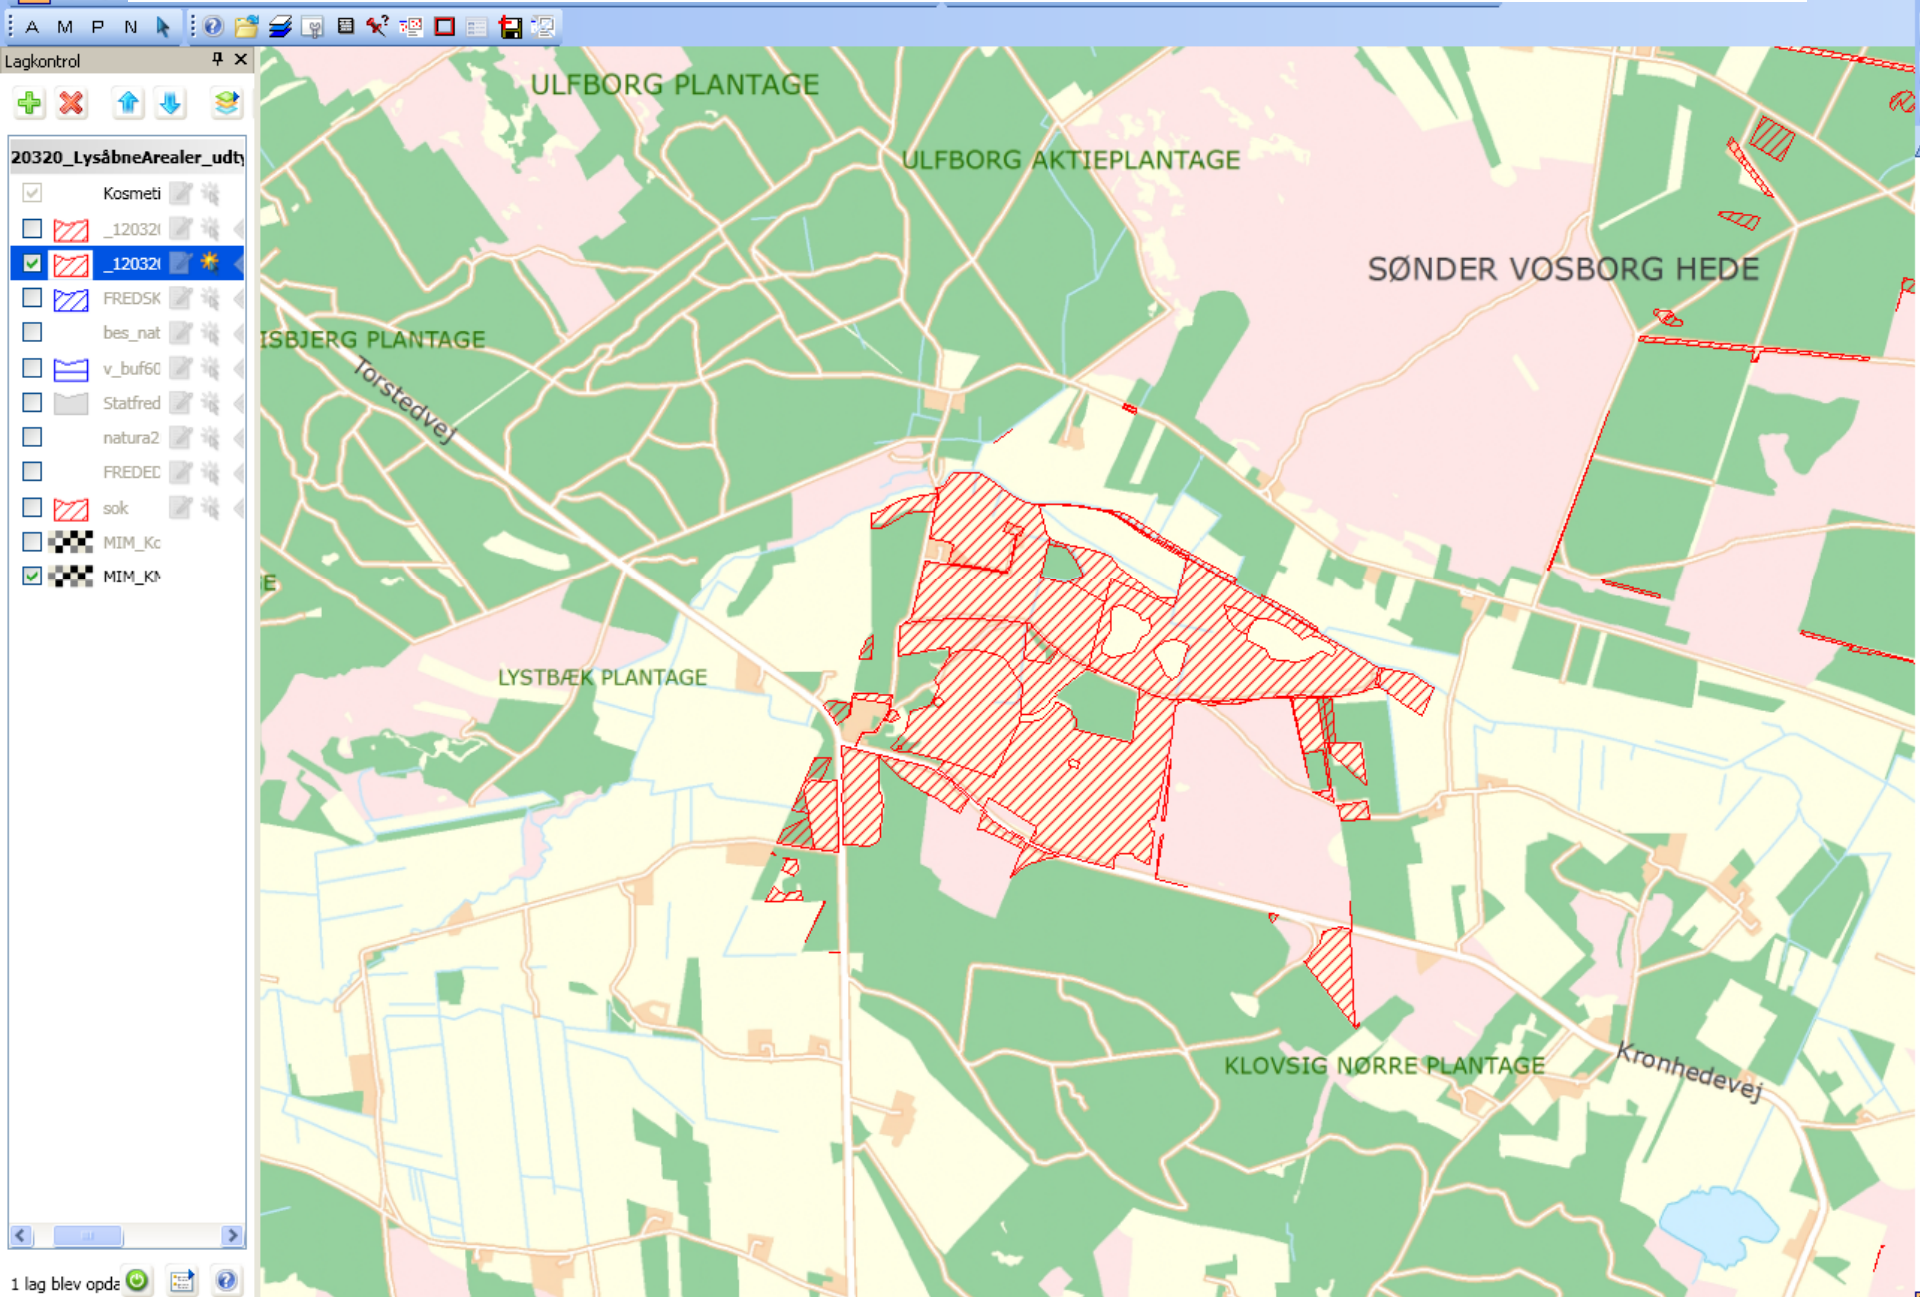 A M P N
Lagkontrol
20320_LysåbneArealer_udty
Kosmeti
_12032(
_12032(
FREDSK
bes_nat
v_buf60
Statfred
natura2
FREDED
sok
MIM_Kc
MIM_KN
1 lag blev opda
ULFBORG PLANTAGE
ULFBORG AKTIEPLANTAGE
SØNDER VOSBORG HEDE
ISBJERG PLANTAGE
Torstedvej
E
LYSTBÆK PLANTAGE
KLOVSIG NØRRE PLANTAGE
Kronhedevej